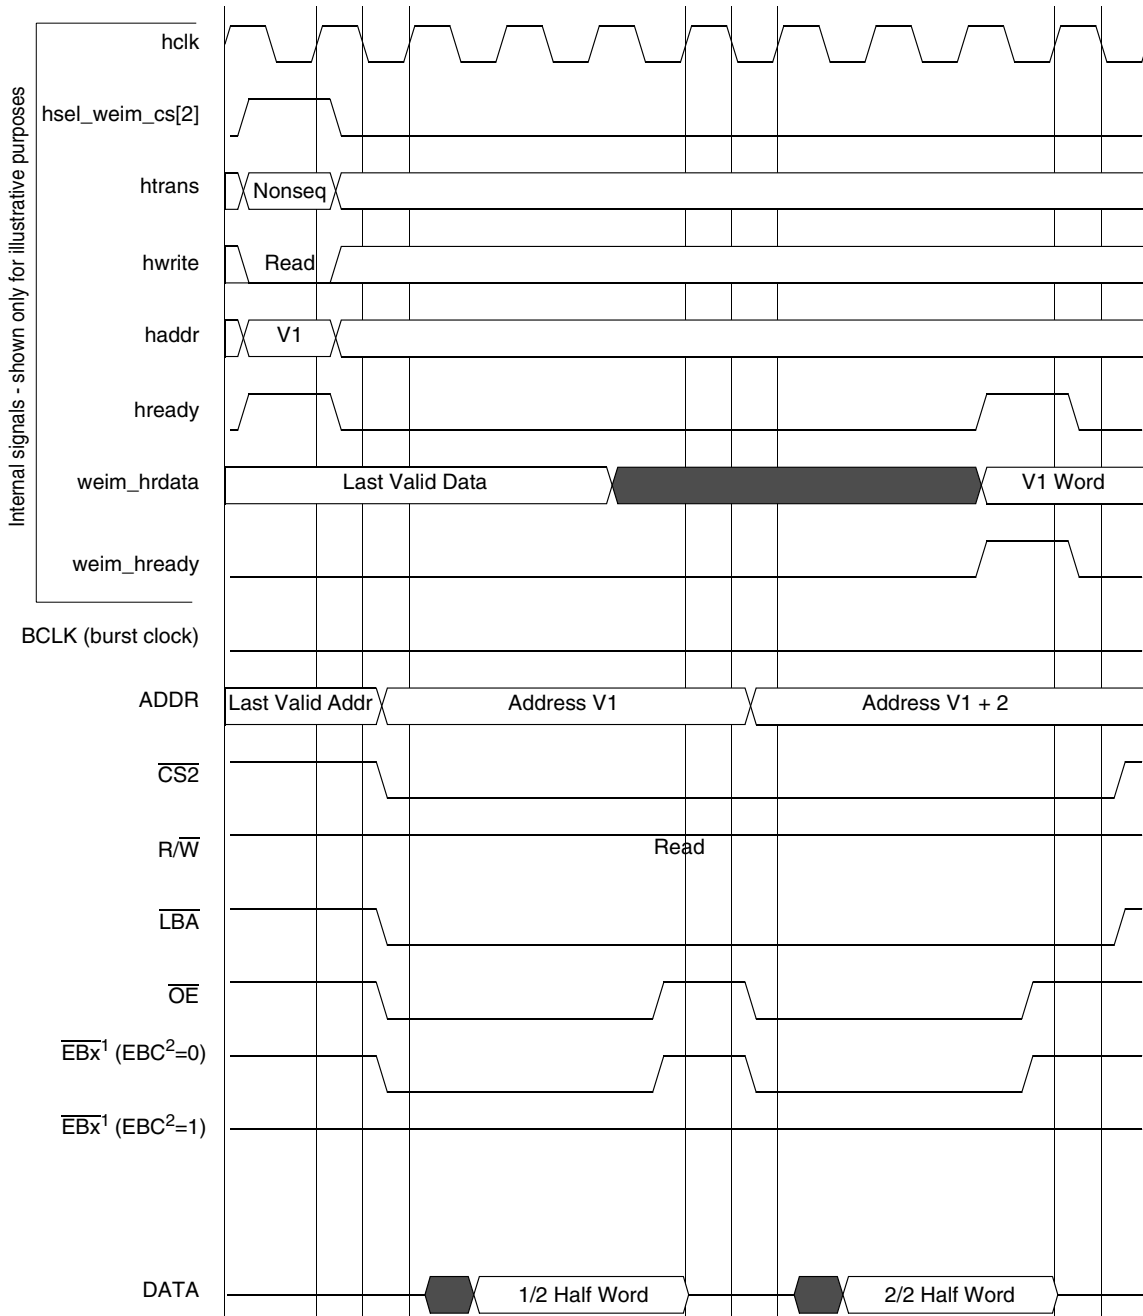 Internal signals - shown only for illustrative purposes
hclk
hsel_weim_cs[2]
htrans
Nonseq
hwrite
Read
haddr
V1
hready
weim_hrdata
Last Valid Data
V1 Word
weim_hready
BCLK (burst clock)
ADDR
Last Valid Addr
Address V1
Address V1 + 2
CS2
R/W
Read
LBA
OE
EBx1 (EBC2=0)
EBx1 (EBC2=1)
DATA
1/2 Half Word
2/2 Half Word